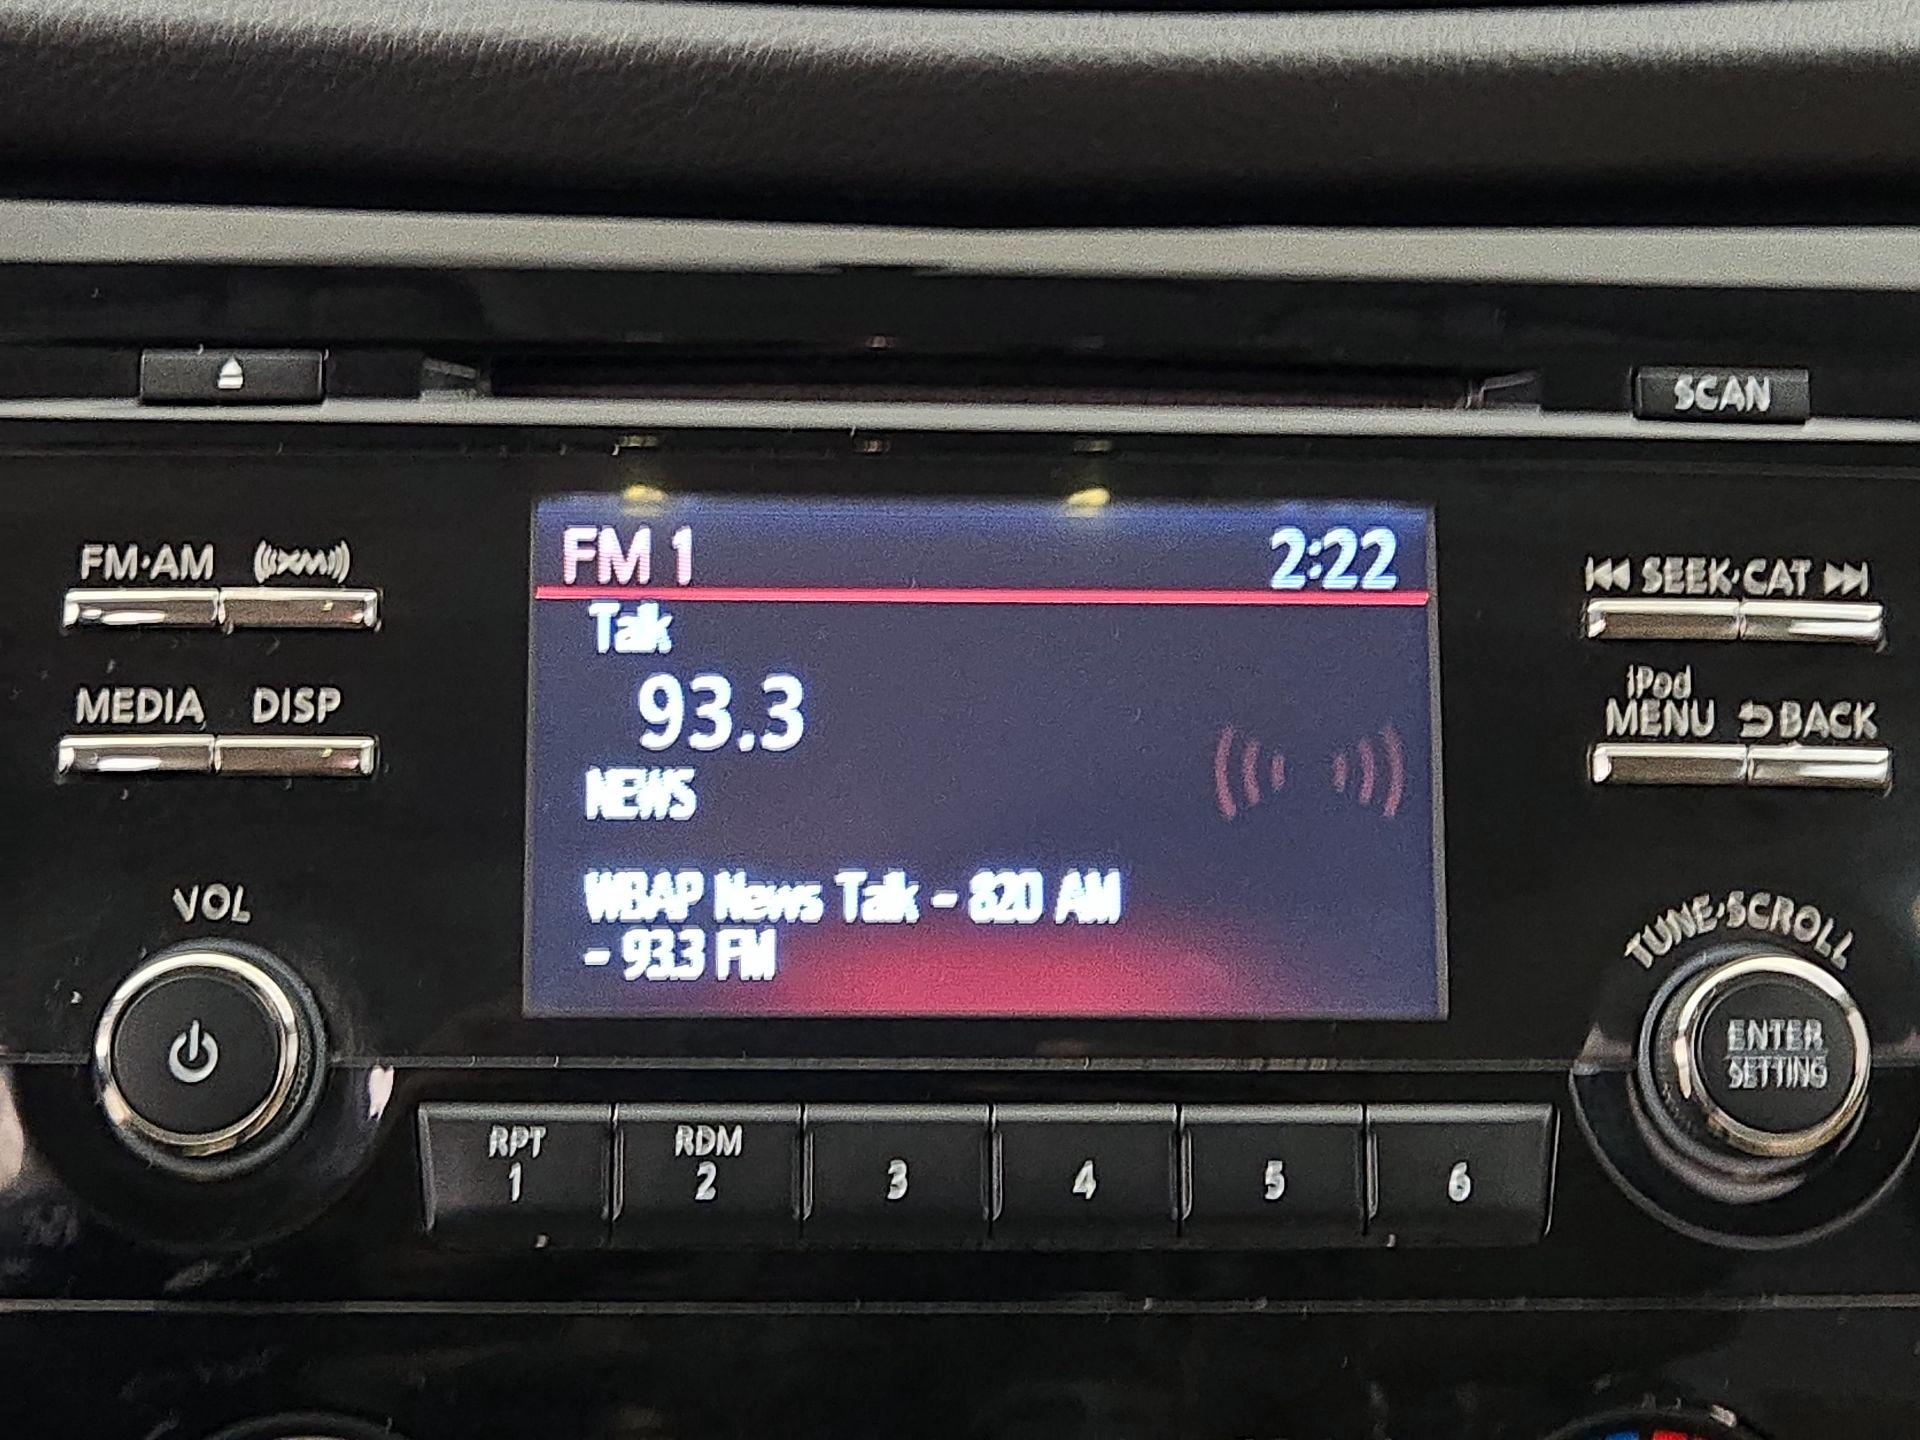 SCAN
FM 1 2:22
FM·AM XM
SEEK·CAT
Talk
93.3
iPod
MEDIA DISP
MENU BACK
NEWS
WBAP News Talk - 820 AM
- 93.3 FM
VOL
TUNE·SCROLL
ENTER
SETTING
RPT RDM
1 2 3 4 5 6